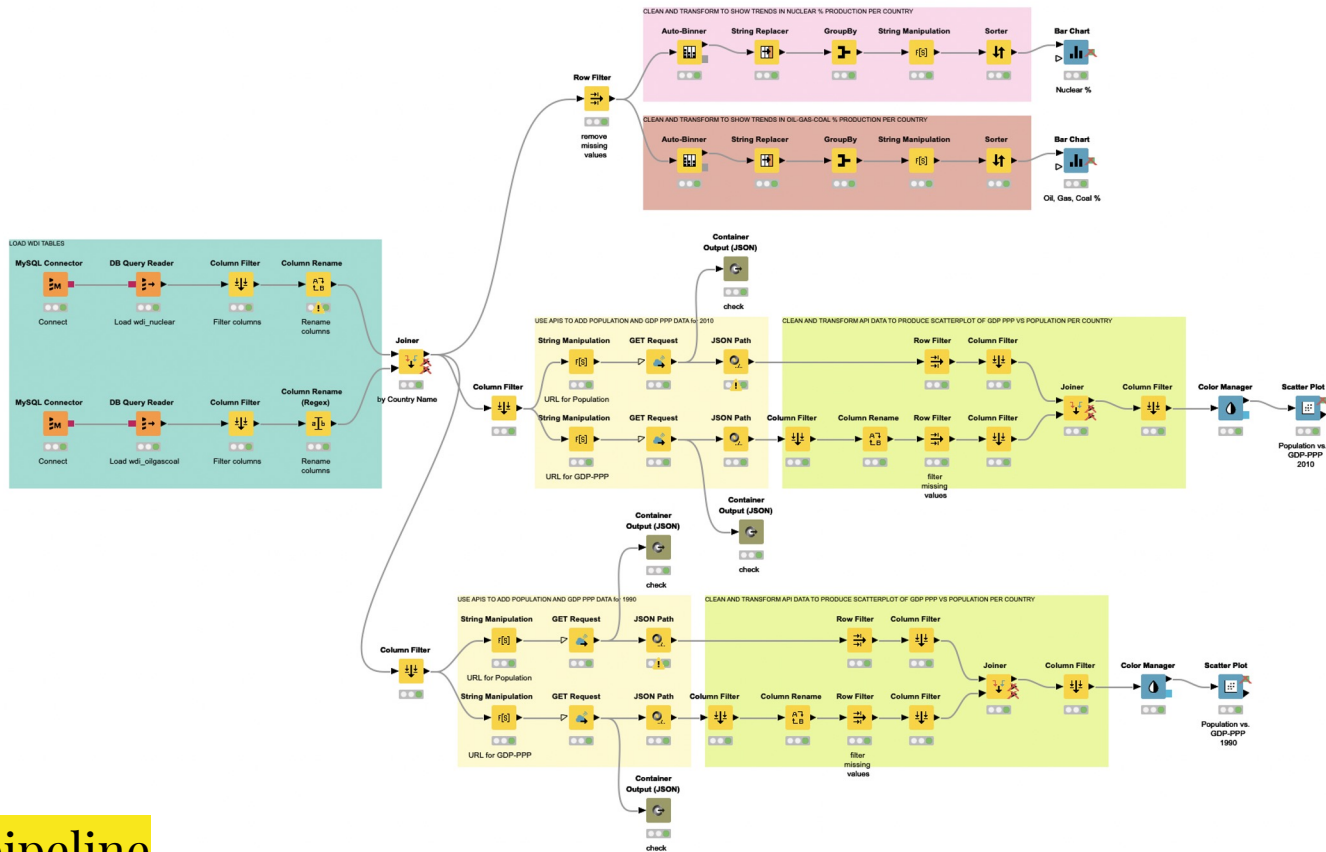 CLEAN AND TRANSFORM TO SHOW TRENDS IN NUCLEAR % PRODUCTION PER COUNTRY
Auto-Binner String Replacer GroupBy String Manipulation Sorter Bar Chart
Nuclear %
Row Filter
remove
missing
values
CLEAN AND TRANSFORM TO SHOW TRENDS IN OIL-GAS-COAL % PRODUCTION PER COUNTRY
Auto-Binner String Replacer GroupBy String Manipulation Sorter Bar Chart
Oil, Gas, Coal %
LOAD WDI TABLES
MySQL Connector DB Query Reader Column Filter Column Rename
Connect Load wdi_nuclear Filter columns Rename
columns
Joiner
by Country Name
MySQL Connector DB Query Reader Column Filter Column Rename
(Regex)
Connect Load wdi_oilgascoal Filter columns Rename
columns
Container
Output (JSON)
check
Column Filter
USE APIS TO ADD POPULATION AND GDP PPP DATA for 2010
String Manipulation GET Request JSON Path
URL for Population
String Manipulation GET Request JSON Path
URL for GDP-PPP
CLEAN AND TRANSFORM API DATA TO PRODUCE SCATTERPLOT OF GDP PPP VS POPULATION PER COUNTRY
Row Filter Column Filter
Column Filter Column Rename Row Filter Column Filter
filter
missing
values
Joiner Column Filter Color Manager Scatter Plot
Population vs.
GDP-PPP
2010
Container
Output (JSON)
check
Container
Output (JSON)
check
Column Filter
USE APIS TO ADD POPULATION AND GDP PPP DATA for 1990
String Manipulation GET Request JSON Path
URL for Population
String Manipulation GET Request JSON Path
URL for GDP-PPP
CLEAN AND TRANSFORM API DATA TO PRODUCE SCATTERPLOT OF GDP PPP VS POPULATION PER COUNTRY
Row Filter Column Filter
Column Filter Column Rename Row Filter Column Filter
filter
missing
values
Joiner Column Filter Color Manager Scatter Plot
Population vs.
GDP-PPP
1990
Container
Output (JSON)
check
pipeline